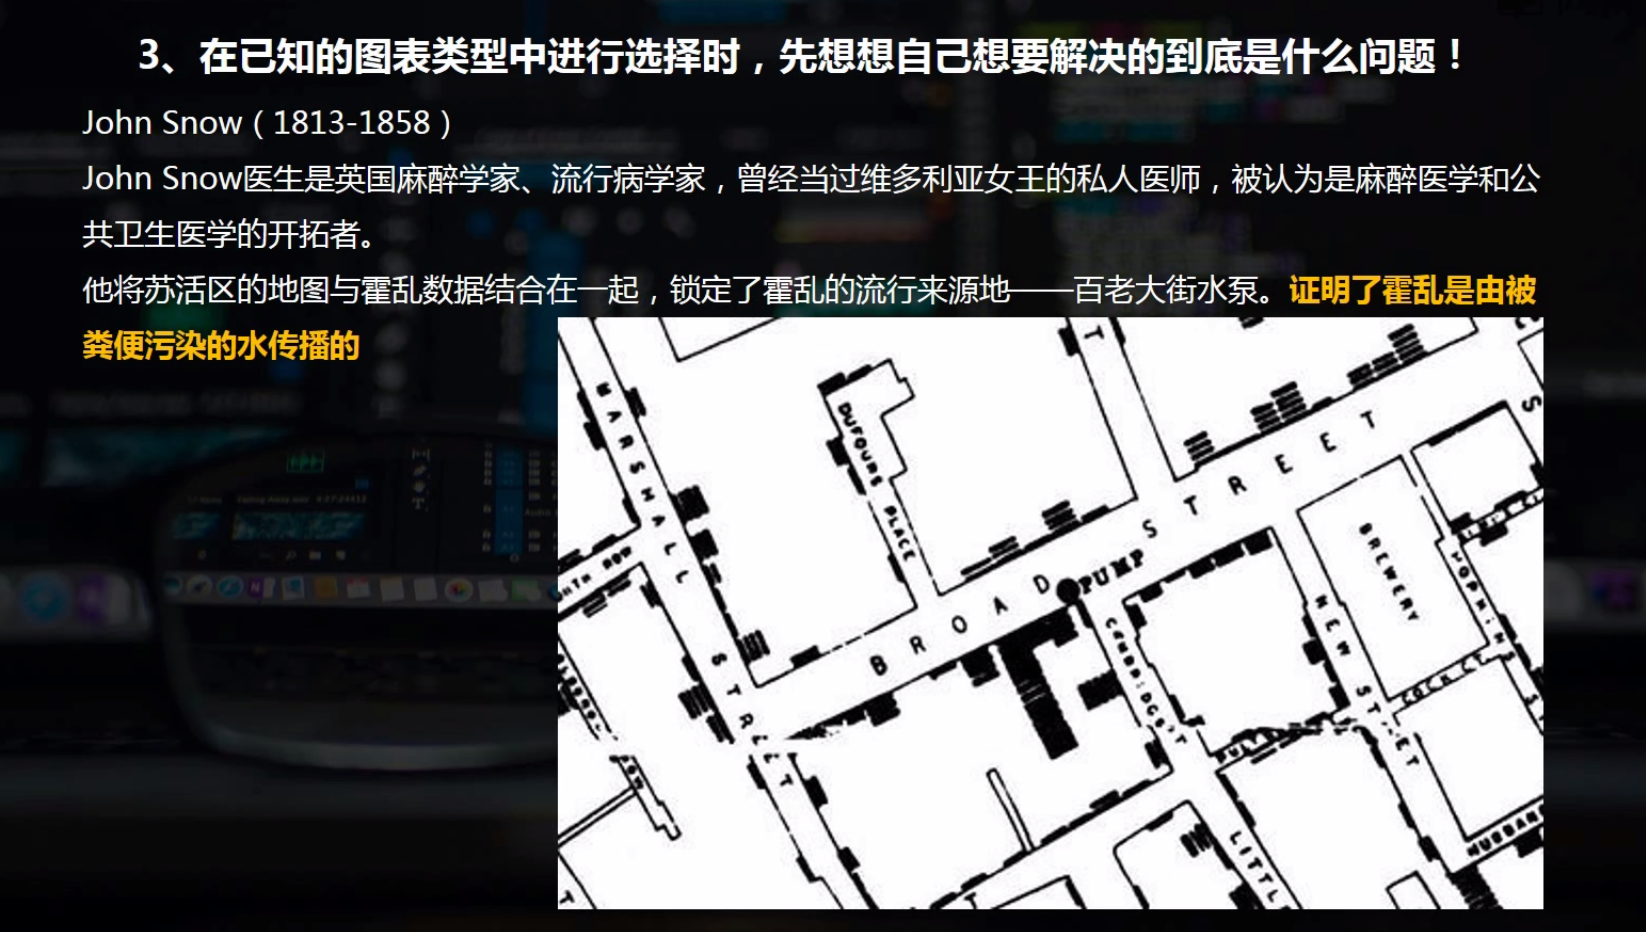 3、在已知的图表类型中进行选择时，先想想自己想要解决的到底是什么问题！
John Snow（1813-1858）
John Snow医生是英国麻醉学家、流行病学家，曾经当过维多利亚女王的私人医师，被认为是麻醉医学和公
共卫生医学的开拓者。
他将苏活区的地图与霍乱数据结合在一起，锁定了霍乱的流行来源地——百老大街水泵。证明了霍乱是由被
粪便污染的水传播的
MARSHALL STREET
DUFOURS PLACE
BROAD STREET
PUMP
BREWERY
NEW STREET
COCK CT
LITTLE